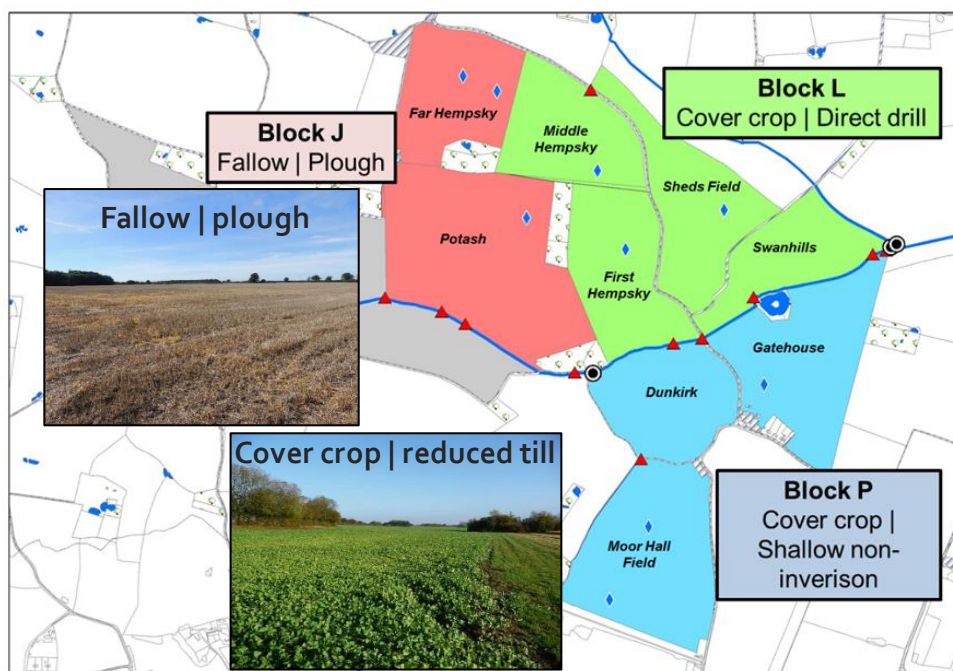 Block L
Cover crop | Direct drill
Block J
Fallow | Plough
Far Hempsky
Middle
Hempsky
Sheds Field
Fallow | plough
Potash
Swanhills
First
Hempsky
Gatehouse
Dunkirk
Cover crop | reduced till
Block P
Cover crop |
Shallow non-
inverison
Moor Hall
Field